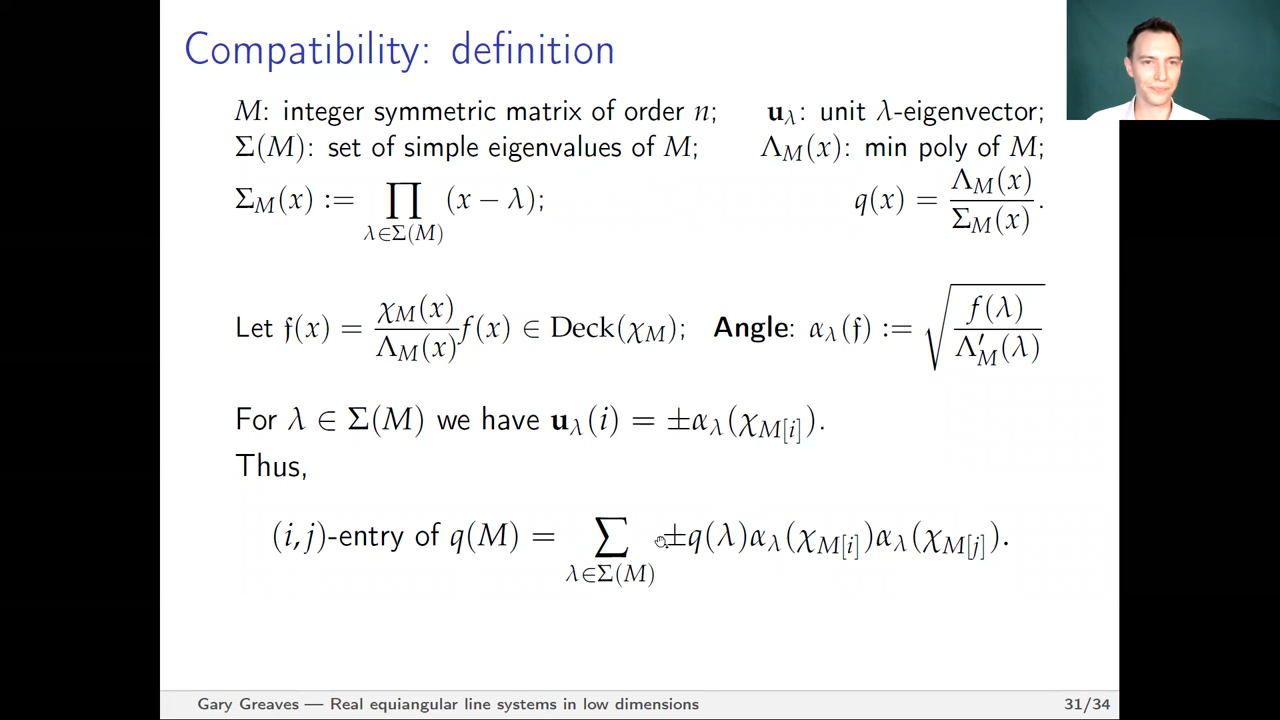 Compatibility: definition
M: integer symmetric matrix of order n; u_λ: unit λ-eigenvector;
Σ(M): set of simple eigenvalues of M; Λ_M(x): min poly of M;
Σ_M(x) := ∏_{λ∈Σ(M)} (x − λ); q(x) = Λ_M(x)/Σ_M(x).
Let 𝔣(x) = χ_M(x)/Λ_M(x) f(x) ∈ Deck(χ_M); Angle: α_λ(𝔣) := √(f(λ)/Λ′_M(λ))
For λ ∈ Σ(M) we have u_λ(i) = ±α_λ(χ_{M[i]}).
Thus,
(i, j)-entry of q(M) = ∑_{λ∈Σ(M)} ±q(λ)α_λ(χ_{M[i]})α_λ(χ_{M[j]}).
Gary Greaves — Real equiangular line systems in low dimensions 31/34